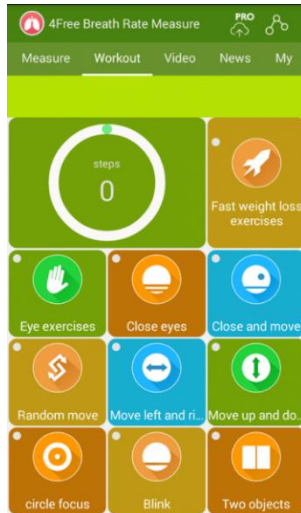 4Free Breath Rate Measure
PRO
Measure Workout Video News My
steps
0
Fast weight loss
exercises
Eye exercises
Close eyes
Close and move
Random move
Move left and ri...
Move up and do...
circle focus
Blink
Two objects